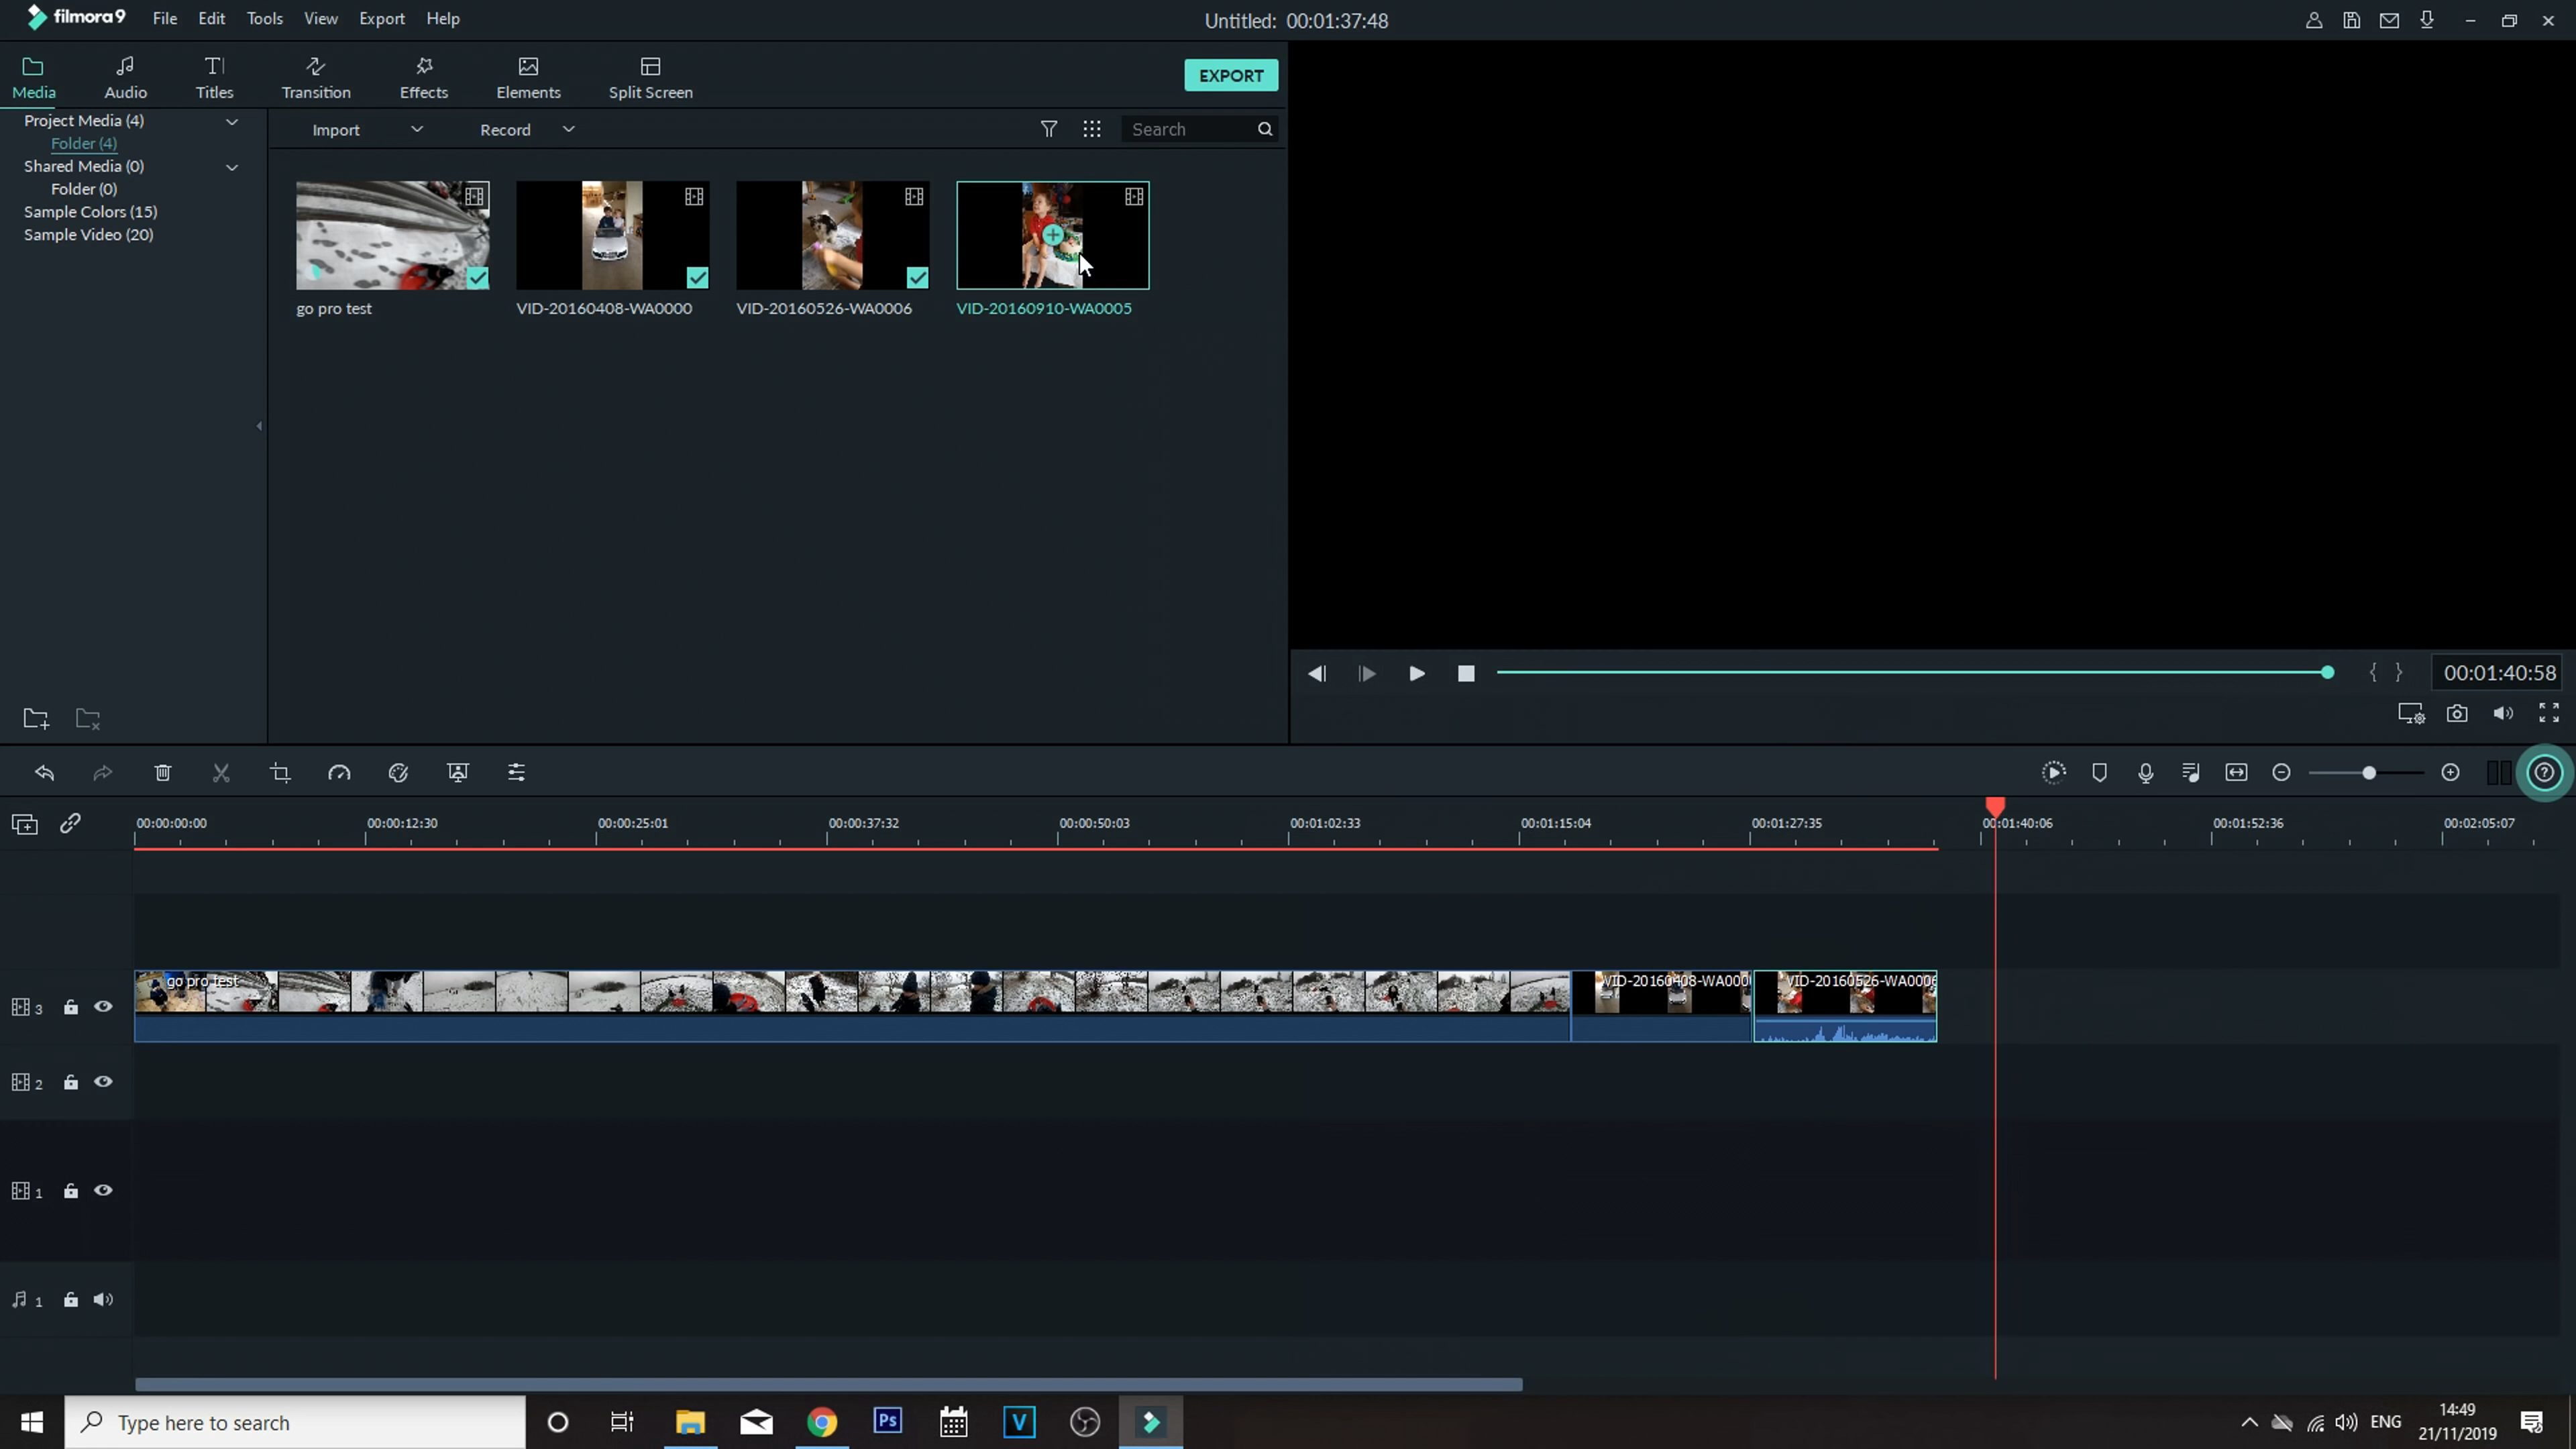 filmora9 File Edit Tools View Export Help
Untitled: 00:01:37:48
Media Audio Titles Transition Effects Elements Split Screen
EXPORT
Project Media (4)
Folder (4)
Shared Media (0)
Folder (0)
Sample Colors (15)
Sample Video (20)
Import Record Search
go pro test VID-20160408-WA0000 VID-20160526-WA0006 VID-20160910-WA0005
{ } 00:01:40:58
00:00:00:00 00:00:12:30 00:00:25:01 00:00:37:32 00:00:50:03 00:01:02:33 00:01:15:04 00:01:27:35 00:01:40:06 00:01:52:36 00:02:05:07
go pro test VID-20160408-WA000 VID-20160526-WA0006
3
2
1
1
Type here to search
Ps
V
ENG
14:49
21/11/2019